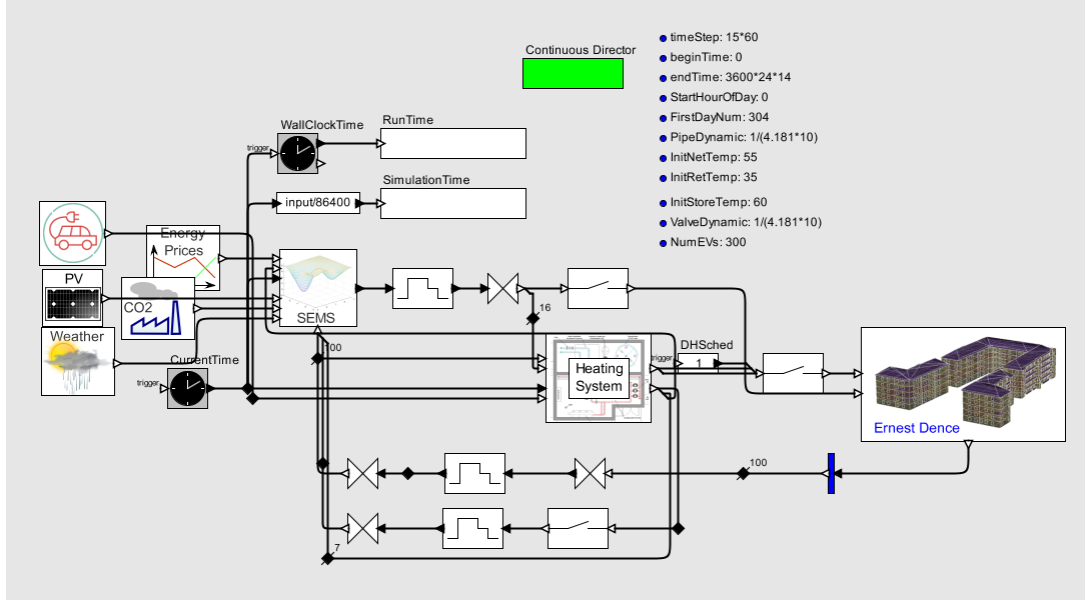 timeStep: 15*60
Continuous Director
beginTime: 0
endTime: 3600*24*14
StartHourOfDay: 0
FirstDayNum: 304
PipeDynamic: 1/(4.181*10)
InitNetTemp: 55
InitRetTemp: 35
InitStoreTemp: 60
ValveDynamic: 1/(4.181*10)
NumEVs: 300
WallClockTime
RunTime
trigger
SimulationTime
input/86400
Energy
Prices
PV
CO2
SEMS
16
Weather
CurrentTime
trigger
100
Heating
System
trigger
DHSched
1
Ernest Dence
100
7